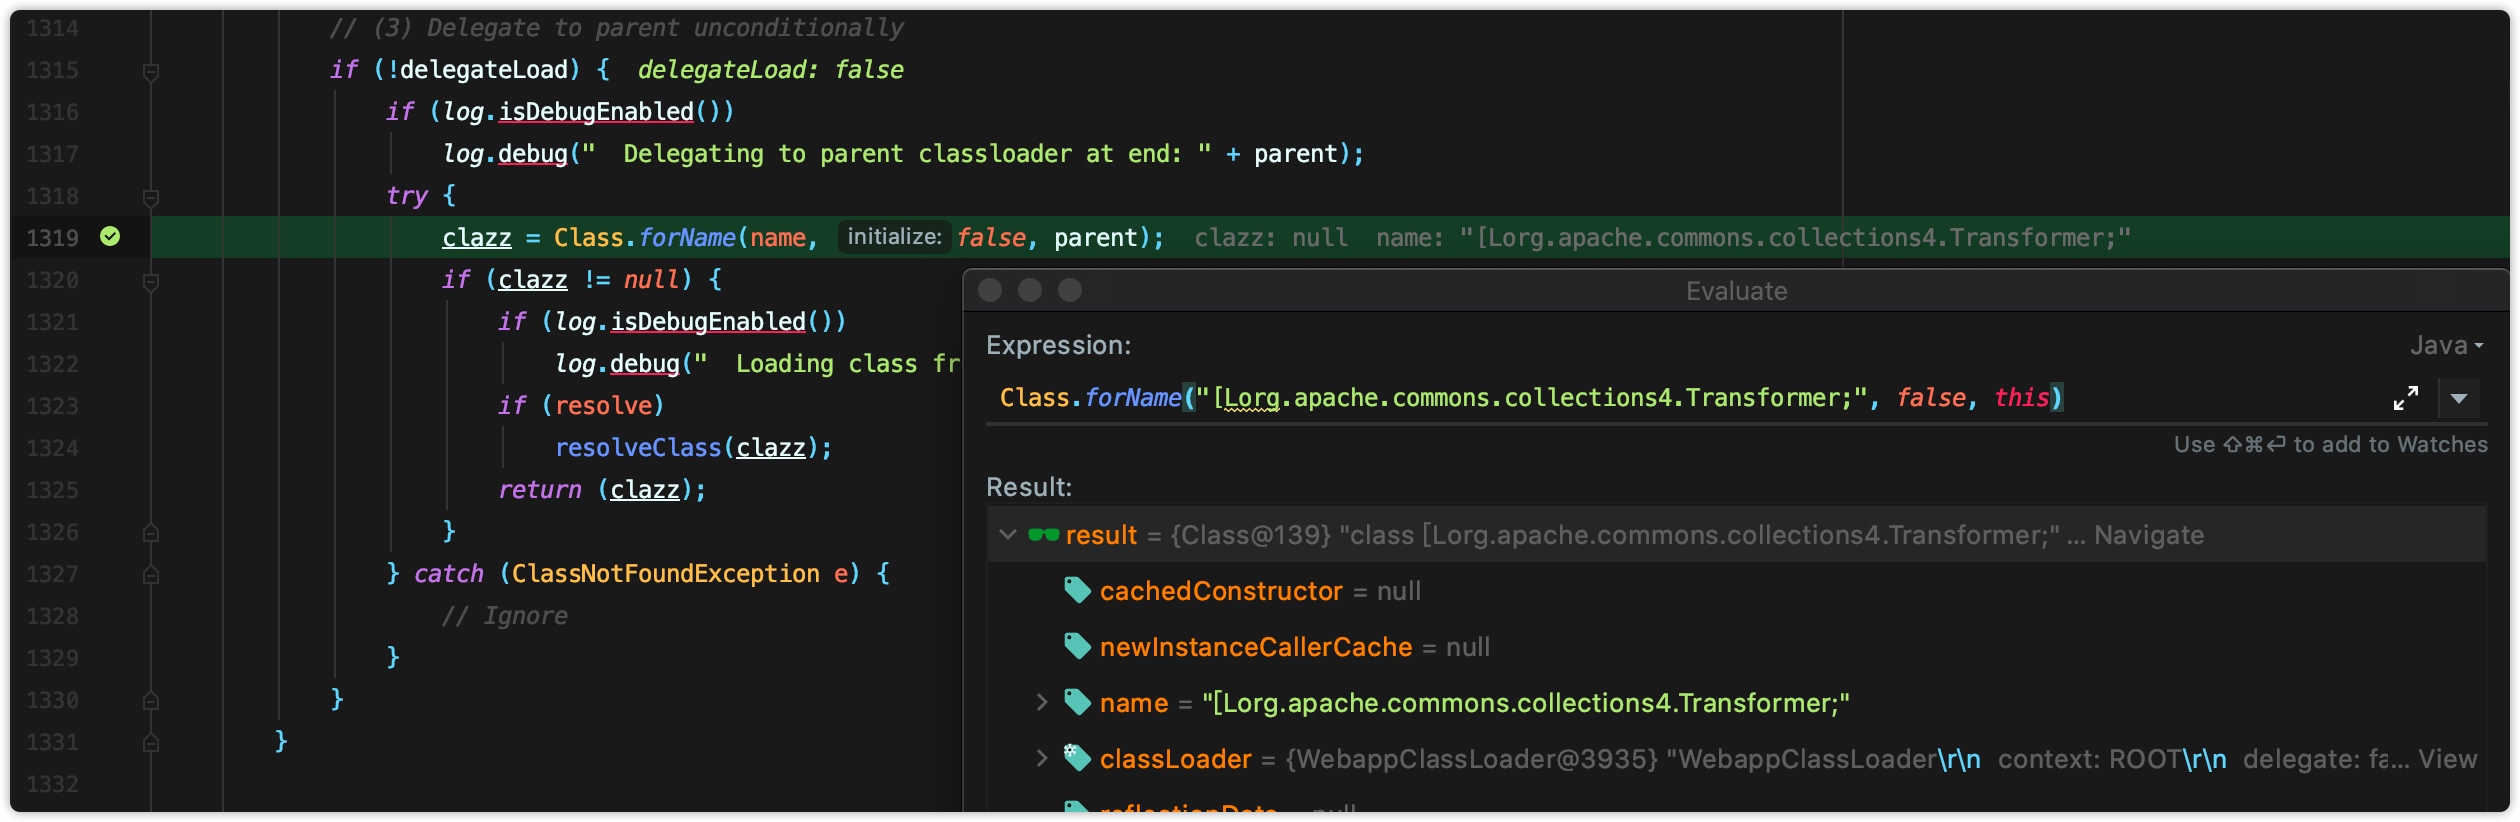 1314 // (3) Delegate to parent unconditionally
1315 if (!delegateLoad) { delegateLoad: false
1316 if (log.isDebugEnabled())
1317 log.debug("  Delegating to parent classloader at end: " + parent);
1318 try {
1319 clazz = Class.forName(name, initialize: false, parent); clazz: null name: "[Lorg.apache.commons.collections4.Transformer;"
1320 if (clazz != null) {
1321 if (log.isDebugEnabled())
1322 log.debug("  Loading class fr
1323 if (resolve)
1324 resolveClass(clazz);
1325 return (clazz);
1326 }
1327 } catch (ClassNotFoundException e) {
1328 // Ignore
1329 }
1330 }
1331 }
1332
Evaluate
Expression:
Java
Class.forName("[Lorg.apache.commons.collections4.Transformer;", false, this)
Use ⇧⌘⏎ to add to Watches
Result:
result = {Class@139} "class [Lorg.apache.commons.collections4.Transformer;" ... Navigate
cachedConstructor = null
newInstanceCallerCache = null
name = "[Lorg.apache.commons.collections4.Transformer;"
classLoader = {WebappClassLoader@3935} "WebappClassLoader\r\n  context: ROOT\r\n  delegate: fa... View
reflectionData = null